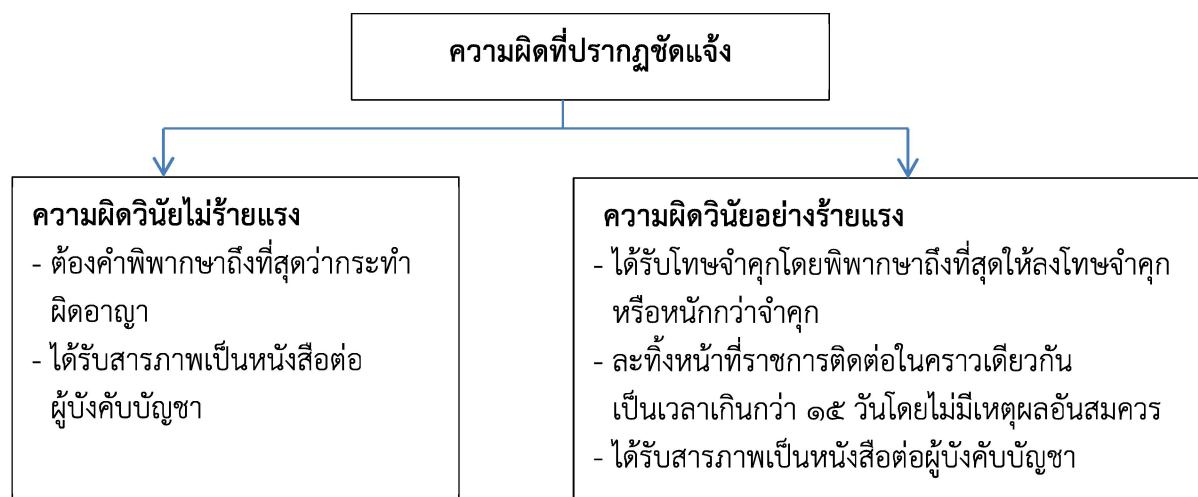 ความผิดที่ปรากฏชัดแจ้ง
ความผิดวินัยไม่ร้ายแรง
- ต้องคำพิพากษาถึงที่สุดว่ากระทำ
ผิดอาญา
- ได้รับสารภาพเป็นหนังสือต่อ
ผู้บังคับบัญชา
ความผิดวินัยอย่างร้ายแรง
- ได้รับโทษจำคุกโดยพิพากษาถึงที่สุดให้ลงโทษจำคุก
หรือหนักกว่าจำคุก
- ละทิ้งหน้าที่ราชการติดต่อในคราวเดียวกัน
เป็นเวลาเกินกว่า ๑๕ วันโดยไม่มีเหตุผลอันสมควร
- ได้รับสารภาพเป็นหนังสือต่อผู้บังคับบัญชา